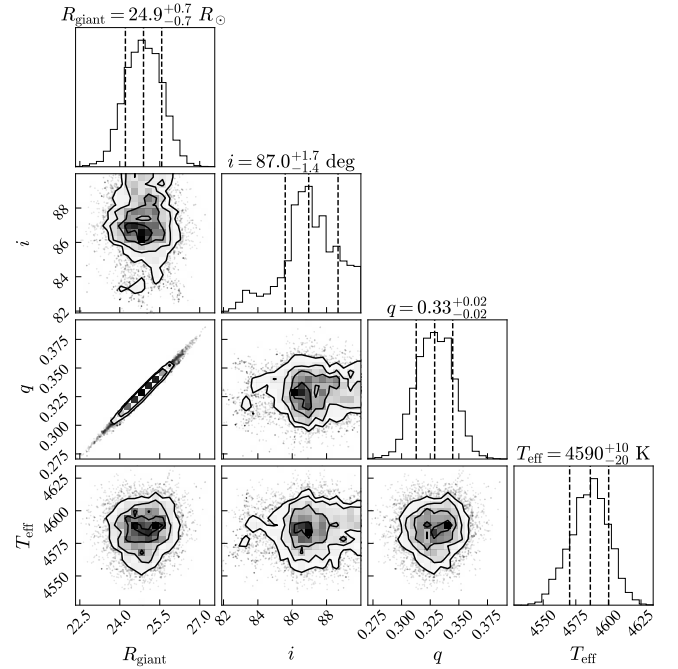 R_giant = 24.9^{+0.7}_{-0.7} R_⊙
i = 87.0^{+1.7}_{-1.4} deg
88
86
84
82
i
q = 0.33^{+0.02}_{-0.02}
0.375
0.350
0.325
0.300
0.275
q
T_eff = 4590^{+10}_{-20} K
4625
4600
4575
4550
T_eff
22.5 24.0 25.5 27.0 82 84 86 88 0.275 0.300 0.325 0.350 0.375 4550 4575 4600 4625
R_giant i q T_eff